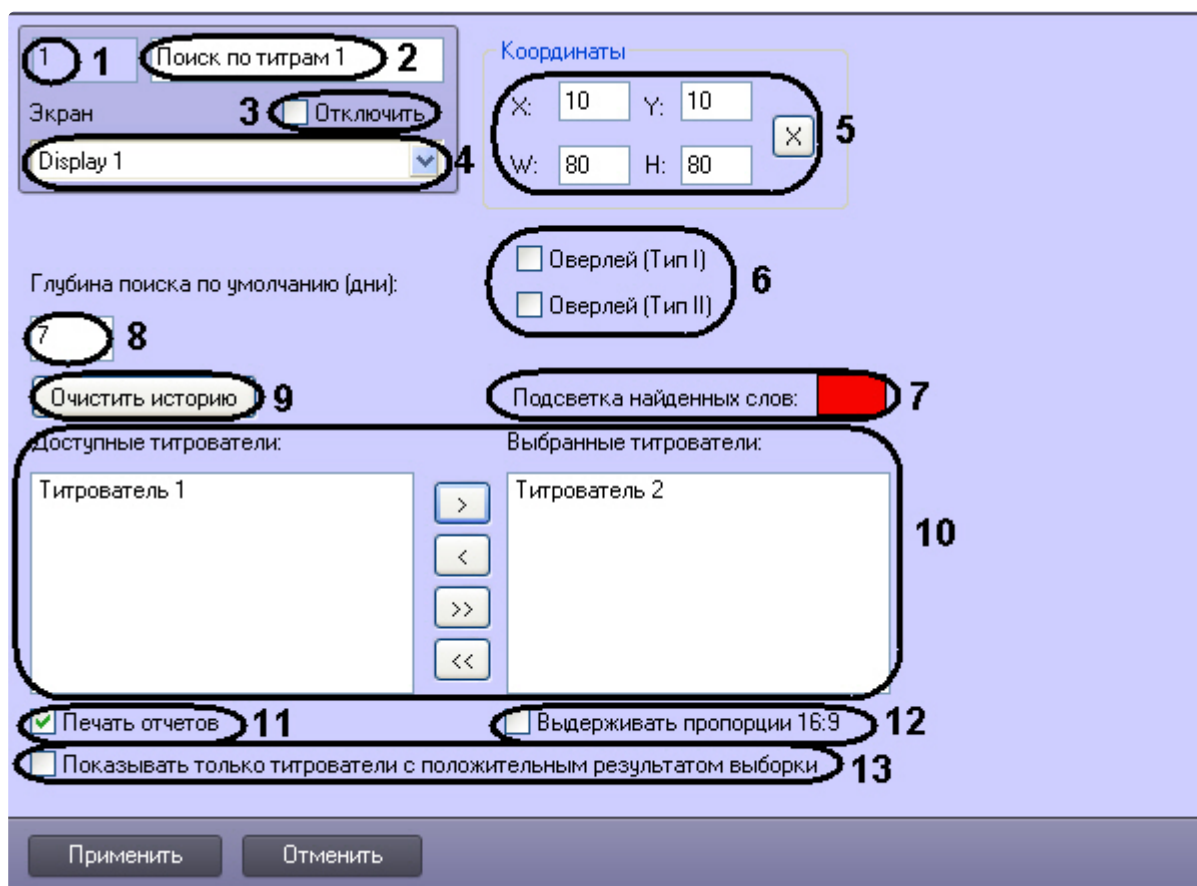 1 1 Поиск по титрам 1 2
Экран 3 Отключить
Display 1 4
Координаты
X: 10 Y: 10
X 5
W: 80 H: 80
Оверлей (Тип I)
Оверлей (Тип II)
6
Глубина поиска по умолчанию (дни):
7 8
Очистить историю 9
Подсветка найденных слов: 7
Доступные титрователи: Выбранные титрователи:
Титрователь 1 > Титрователь 2
<
>>
<<
10
Печать отчетов 11 Выдерживать пропорции 16:9 12
Показывать только титрователи с положительным результатом выборки 13
Применить Отменить